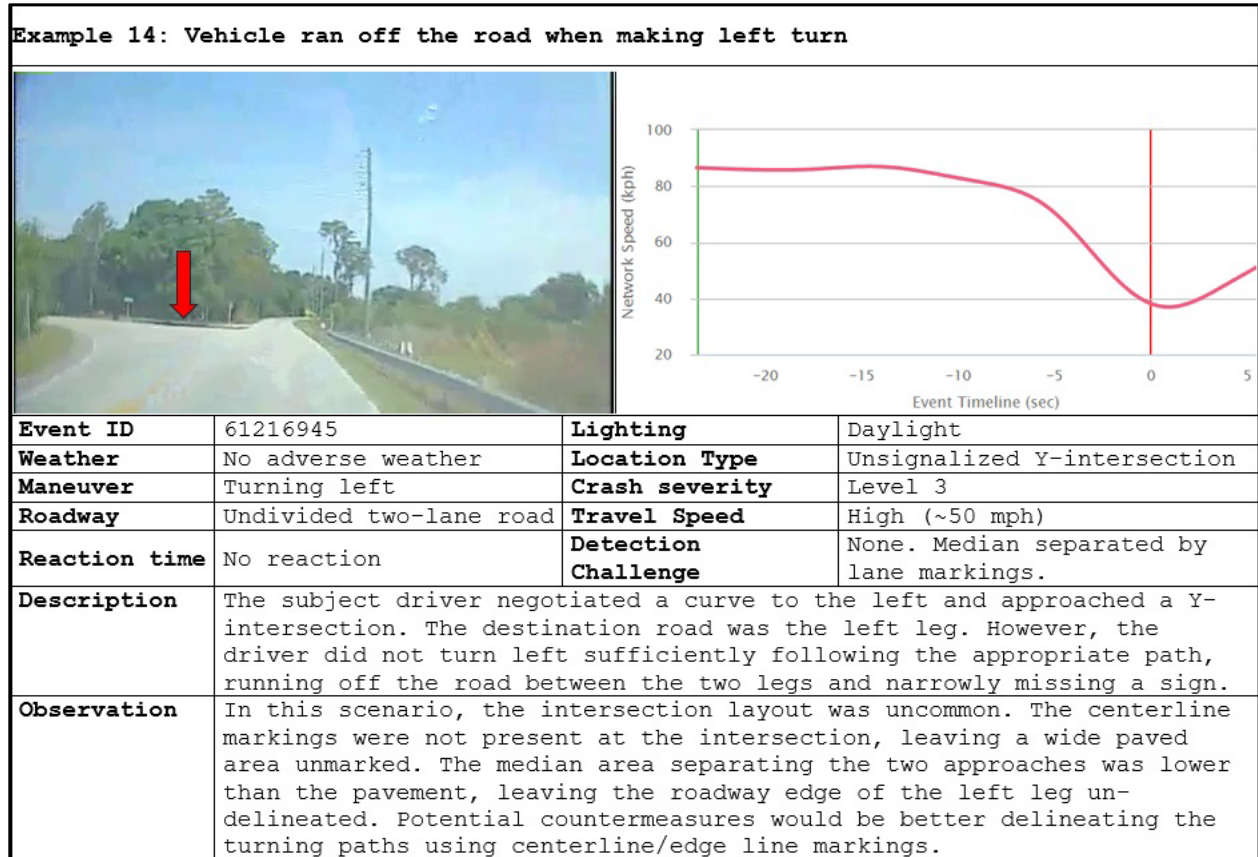 Example 14: Vehicle ran off the road when making left turn
100
80
60
40
20
Network Speed (kph)
-20
-15
-10
-5
0
5
Event Timeline (sec)
Event ID
61216945
Lighting
Daylight
Weather
No adverse weather
Location Type
Unsignalized Y-intersection
Maneuver
Turning left
Crash severity
Level 3
Roadway
Undivided two-lane road
Travel Speed
High (~50 mph)
Reaction time
No reaction
Detection
Challenge
None. Median separated by
lane markings.
Description
The subject driver negotiated a curve to the left and approached a Y-
intersection. The destination road was the left leg. However, the
driver did not turn left sufficiently following the appropriate path,
running off the road between the two legs and narrowly missing a sign.
Observation
In this scenario, the intersection layout was uncommon. The centerline
markings were not present at the intersection, leaving a wide paved
area unmarked. The median area separating the two approaches was lower
than the pavement, leaving the roadway edge of the left leg un-
delineated. Potential countermeasures would be better delineating the
turning paths using centerline/edge line markings.